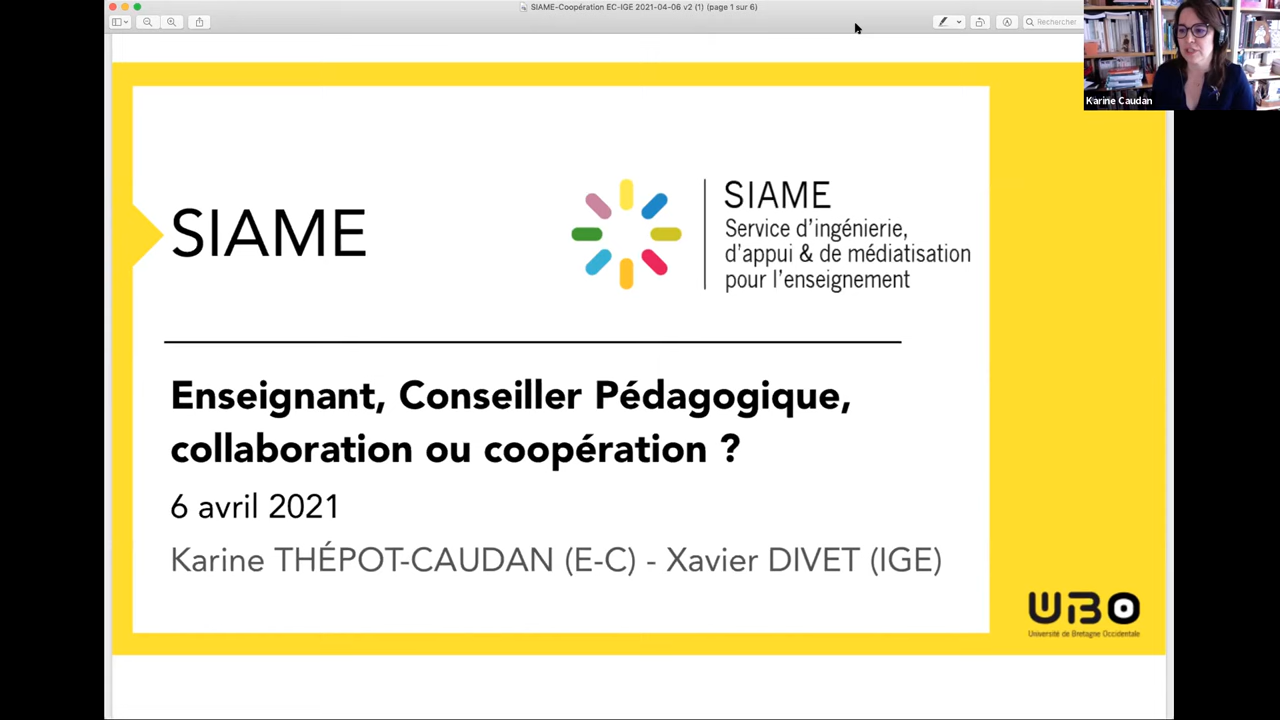 SIAME-Coopération EC-IGE 2021-04-06 v2 (1) (page 1 sur 6)
Rechercher
Karine Caudan
SIAME
SIAME
Service d'ingénierie,
d'appui & de médiatisation
pour l'enseignement
Enseignant, Conseiller Pédagogique,
collaboration ou coopération ?
6 avril 2021
Karine THÉPOT-CAUDAN (E-C) - Xavier DIVET (IGE)
UBO
Université de Bretagne Occidentale